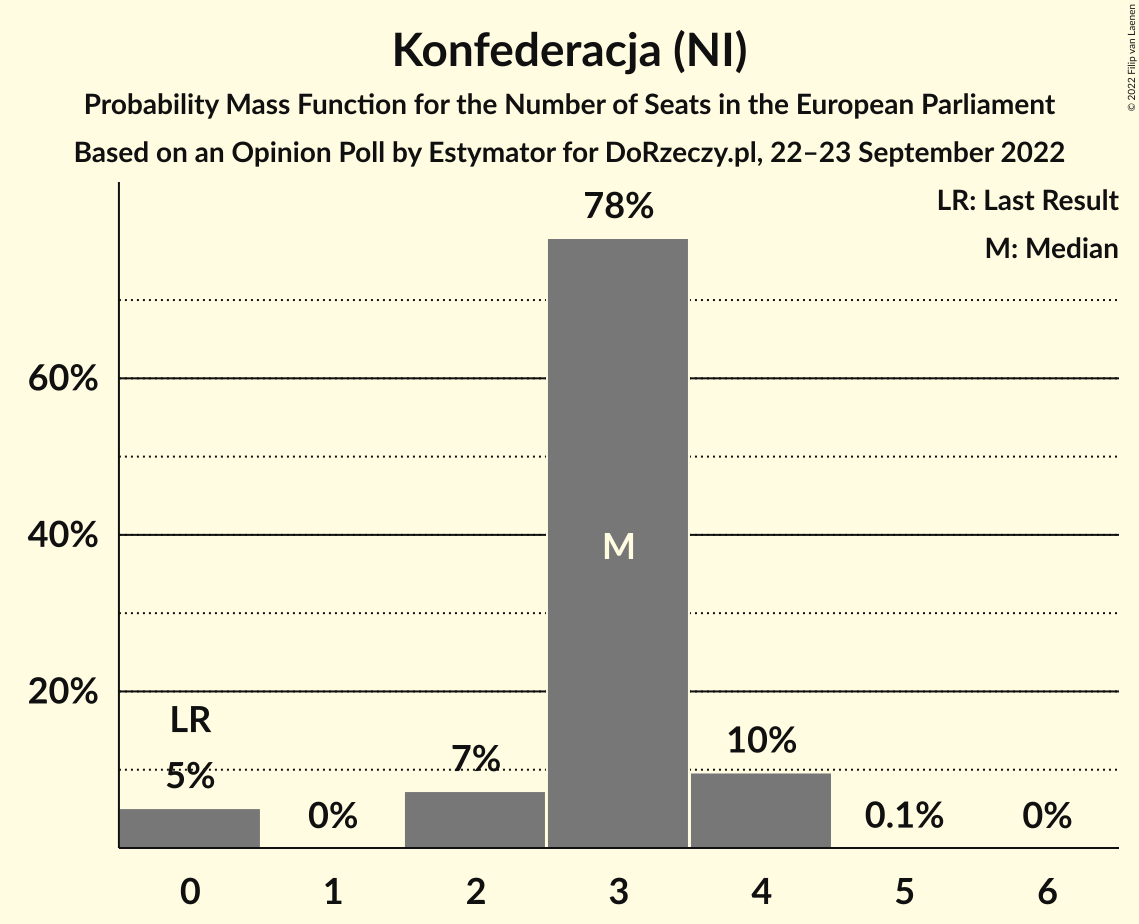 Konfederacja (NI)
Probability Mass Function for the Number of Seats in the European Parliament
Based on an Opinion Poll by Estymator for DoRzeczy.pl, 22–23 September 2022
© 2022 Filip van Laenen
LR: Last Result
M: Median
78%
60%
40%
M
20%
LR
5%
0%
7%
10%
0.1%
0%
0
1
2
3
4
5
6